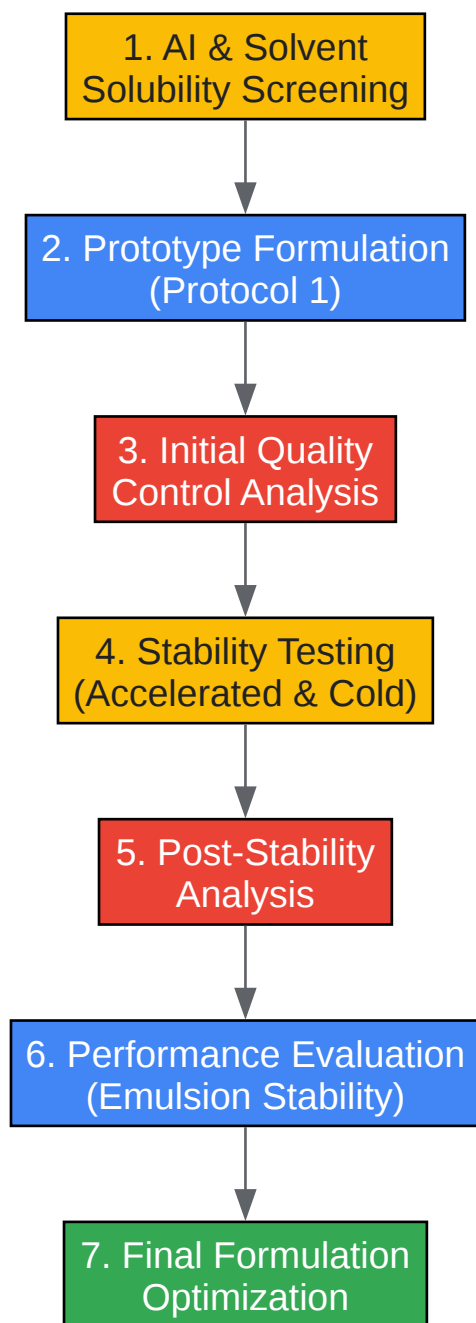 1. AI & Solvent
Solubility Screening
2. Prototype Formulation
(Protocol 1)
3. Initial Quality
Control Analysis
4. Stability Testing
(Accelerated & Cold)
5. Post-Stability
Analysis
6. Performance Evaluation
(Emulsion Stability)
7. Final Formulation
Optimization